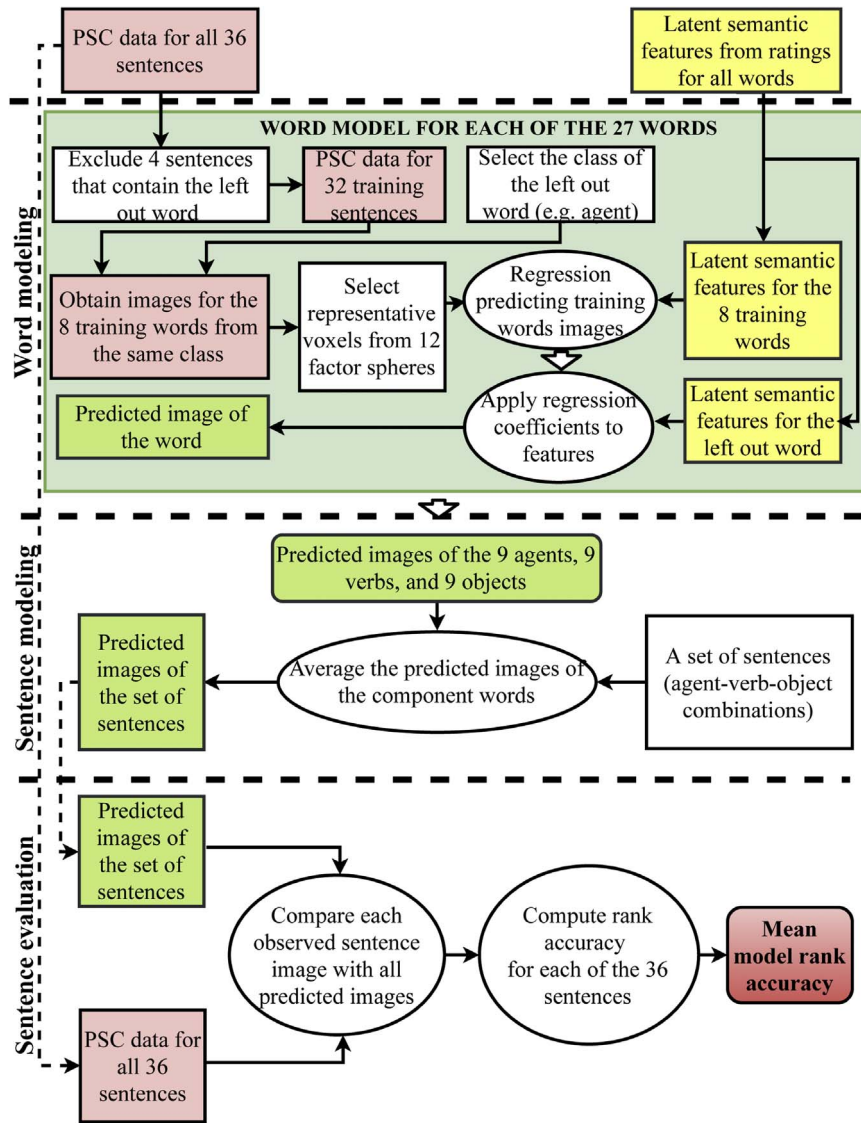 PSC data for all 36
sentences
Latent semantic
features from ratings
for all words
Word modeling
WORD MODEL FOR EACH OF THE 27 WORDS
Exclude 4 sentences
that contain the
left out word
PSC data for
32 training
sentences
Select the class of
the left out
word (e.g. agent)
Obtain images for the
8 training words from
the same class
Select
representative
voxels from 12
factor spheres
Regression
predicting training
words images
Latent semantic
features for the
8 training
words
Predicted image of
the word
Apply regression
coefficients to
features
Latent semantic
features for the
left out word
Sentence modeling
Predicted images of the 9 agents, 9
verbs, and 9 objects
Predicted
images of
the set of
sentences
Average the predicted images of
the component words
A set of sentences
(agent-verb-object
combinations)
Sentence evaluation
Predicted
images of
the set of
sentences
Compare each
observed sentence
image with all
predicted images
Compute rank
accuracy
for each of the 36
sentences
Mean
model rank
accuracy
PSC data for
all 36
sentences